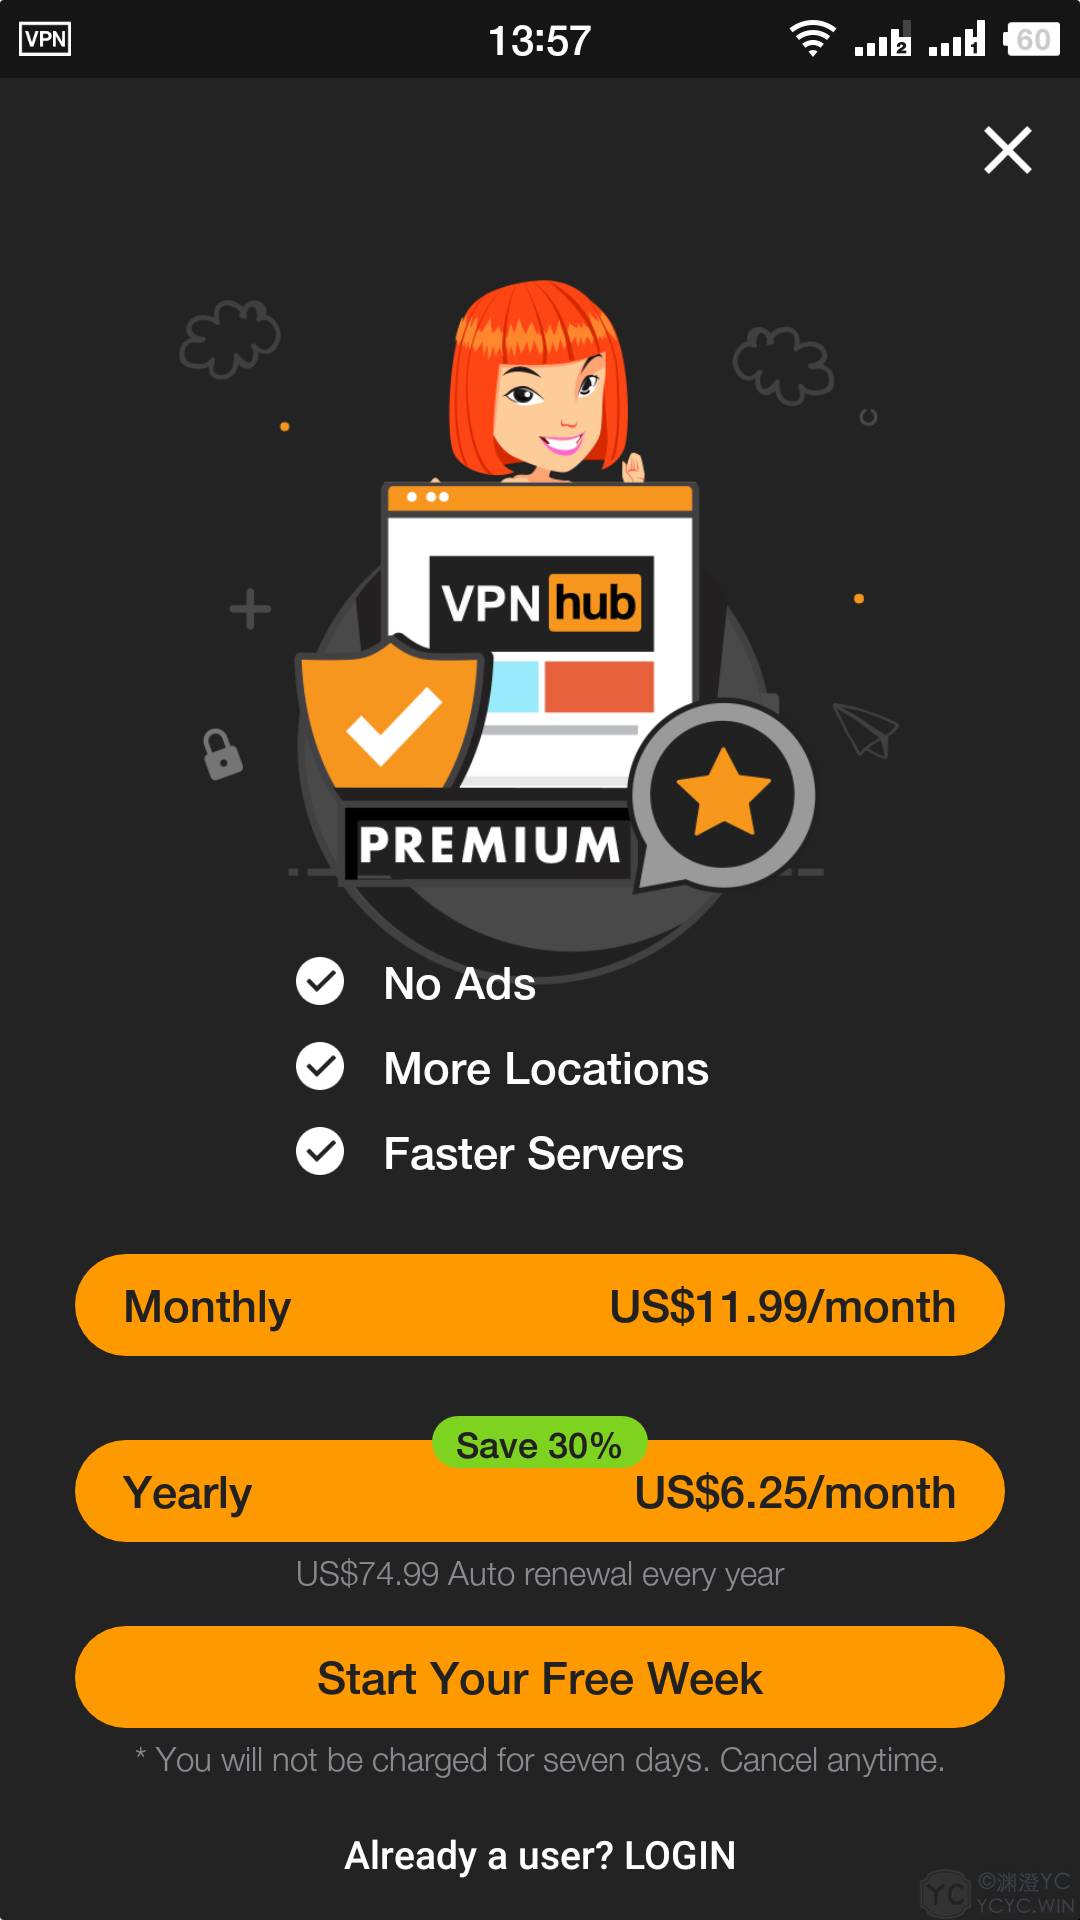 VPN
13:57
2
1
60
VPN hub
PREMIUM
No Ads
More Locations
Faster Servers
Monthly US$11.99/month
Save 30%
Yearly US$6.25/month
US$74.99 Auto renewal every year
Start Your Free Week
* You will not be charged for seven days. Cancel anytime.
Already a user? LOGIN
YC
©渊澄YC
YCYC.WIN